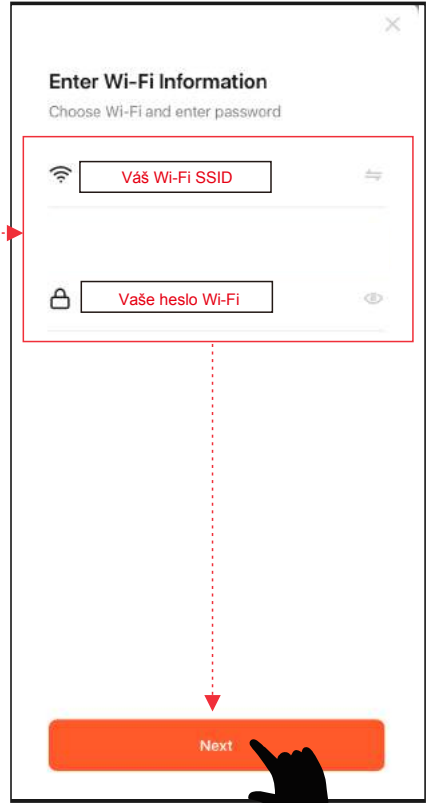 Enter Wi-Fi Information
Choose Wi-Fi and enter password
Váš Wi-Fi SSID
Vaše heslo Wi-Fi
Next